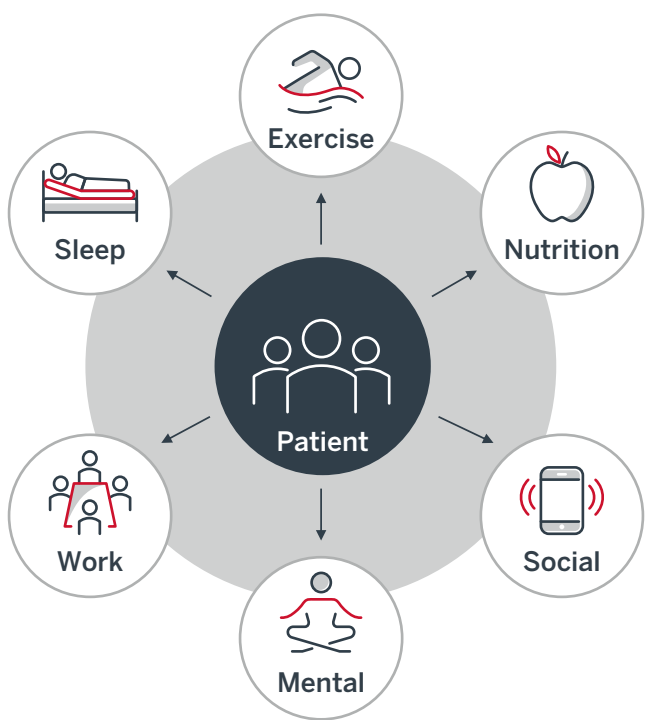 Exercise
Sleep
Nutrition
Patient
Work
Social
Mental